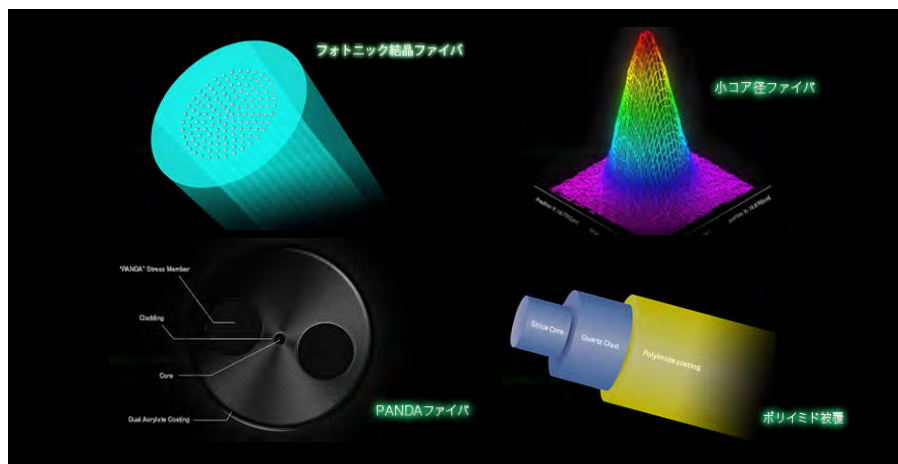 フォトニック結晶ファイバ
小コア径ファイバ
"PANDA" Stress Member
Cladding
Core
Dual Acrylate Coating
PANDAファイバ
Silica Core
Quartz Clad
Polyimide coating
ポリイミド被覆